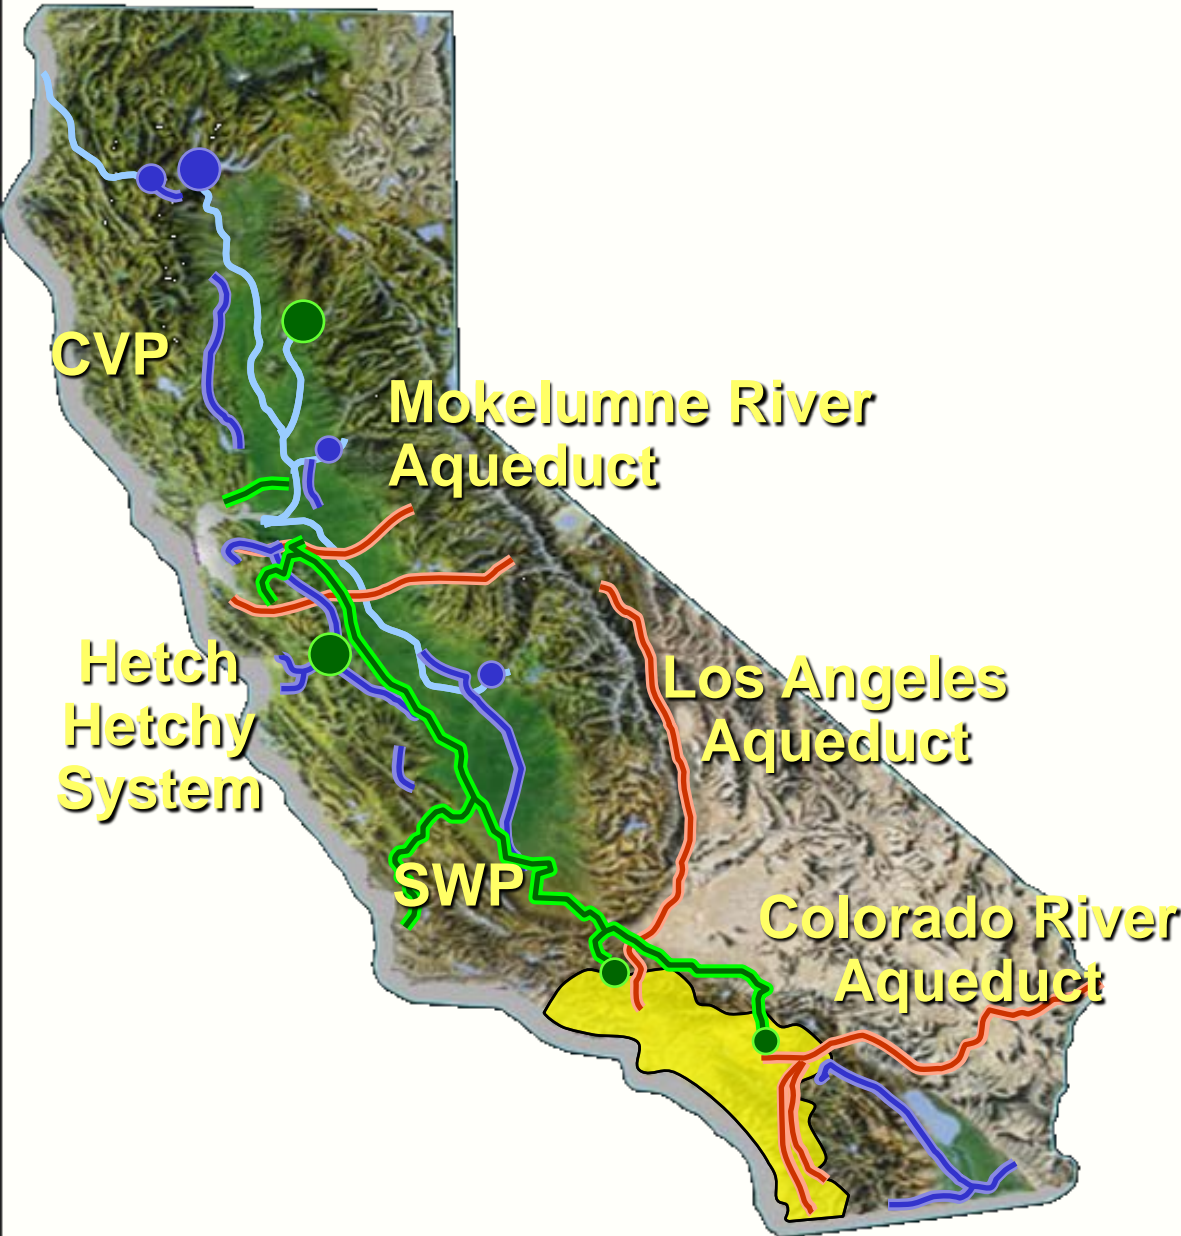 CVP
Mokelumne River
Aqueduct
Hetch
Hetchy
System
Los Angeles
Aqueduct
SWP
Colorado River
Aqueduct